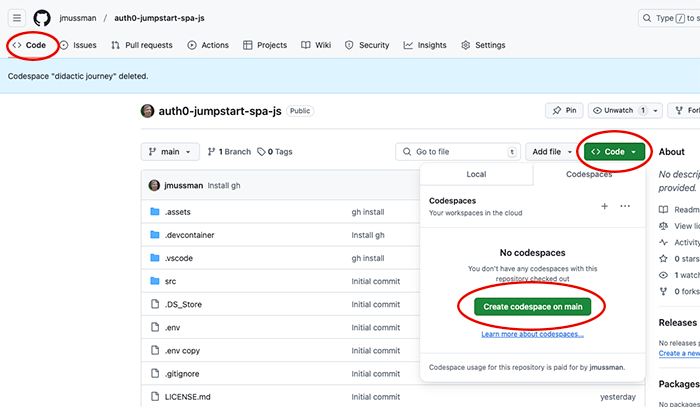 jmussman / auth0-jumpstart-spa-js
Type / to s
Code Issues Pull requests Actions Projects Wiki Security Insights Settings
Codespace "didactic journey" deleted.
auth0-jumpstart-spa-js Public
Pin Unwatch 1 Fork
main 1 Branch 0 Tags Go to file t Add file Code
About
jmussman Install gh
Local Codespaces
No descrip
provided.
Codespaces
Your workspaces in the cloud
.assets gh install
.devcontainer Install gh
.vscode gh install
src Initial commit
.DS_Store Initial commit
.env Initial commit
.env copy Initial commit
.gitignore Initial commit
LICENSE.md Initial commit yesterday
No codespaces
You don't have any codespaces with this
repository checked out
Create codespace on main
Learn more about codespaces...
Codespace usage for this repository is paid for by jmussman.
Readm
View lic
Activity
0 stars
1 watc
0 forks
Releases
No releases p
Create a new
Packages
No packages p